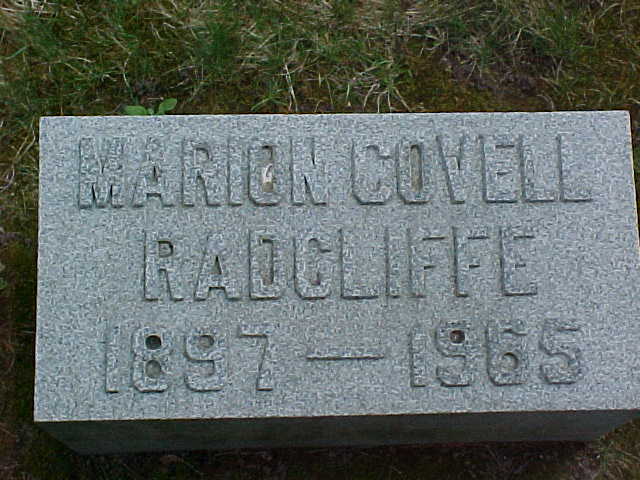 MARION COVELL
RADCLIFFE
1897 — 1965